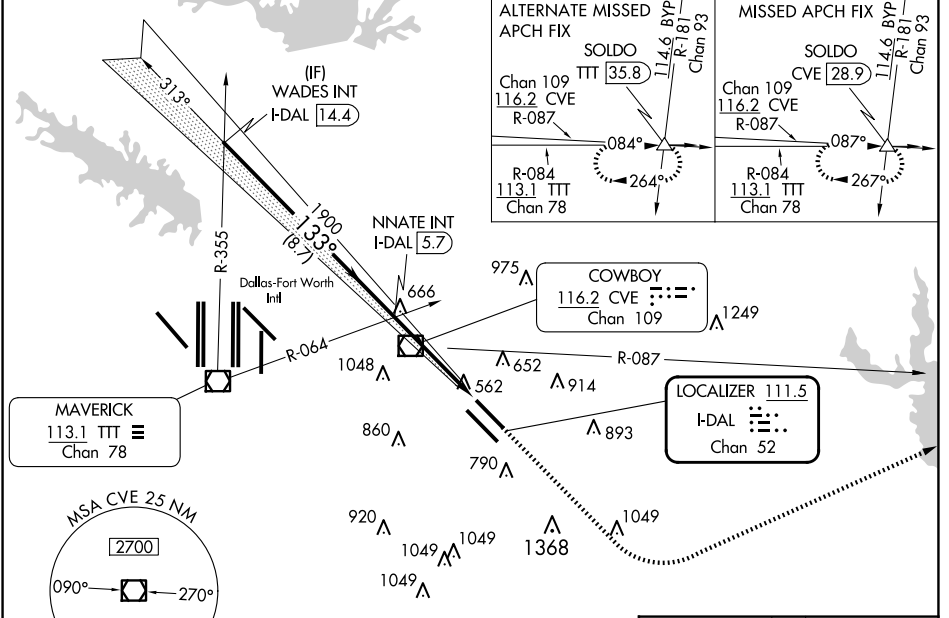 ALTERNATE MISSED
APCH FIX
SOLDO
TTT 35.8
114.6 BYP
R-181
Chan 93
Chan 109
116.2 CVE
R-087
084°
264°
R-084
113.1 TTT
Chan 78
MISSED APCH FIX
SOLDO
CVE 28.9
114.6 BYP
R-181
Chan 93
Chan 109
116.2 CVE
R-087
087°
267°
R-084
113.1 TTT
Chan 78
313°
(IF)
WADES INT
I-DAL 14.4
R-355
1900
133°
(8.7)
NNATE INT
I-DAL 5.7
Dallas-Fort Worth
Intl
666
975
COWBOY
116.2 CVE
Chan 109
1249
R-064
R-087
1048
652
562
914
MAVERICK
113.1 TTT
Chan 78
LOCALIZER 111.5
I-DAL
Chan 52
860
893
790
MSA CVE 25 NM
2700
090°
270°
920
1049
1049
1368
1049
1049